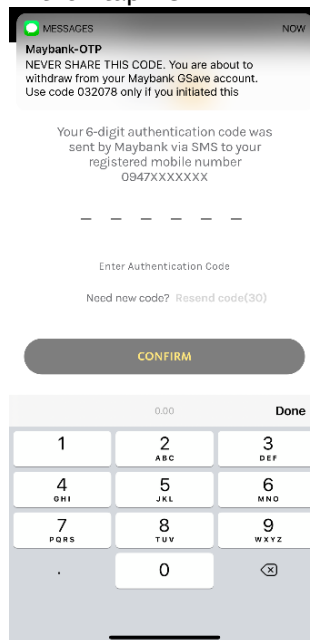 MESSAGES NOW
Maybank-OTP
NEVER SHARE THIS CODE. You are about to
withdraw from your Maybank GSave account.
Use code 032078 only if you initiated this
Your 6-digit authentication code was
sent by Maybank via SMS to your
registered mobile number
0947XXXXXXX
Enter Authentication Code
Need new code? Resend code(30)
CONFIRM
0.00 Done
1 2 3
ABC DEF
4 5 6
GHI JKL MNO
7 8 9
PQRS TUV WXYZ
. 0